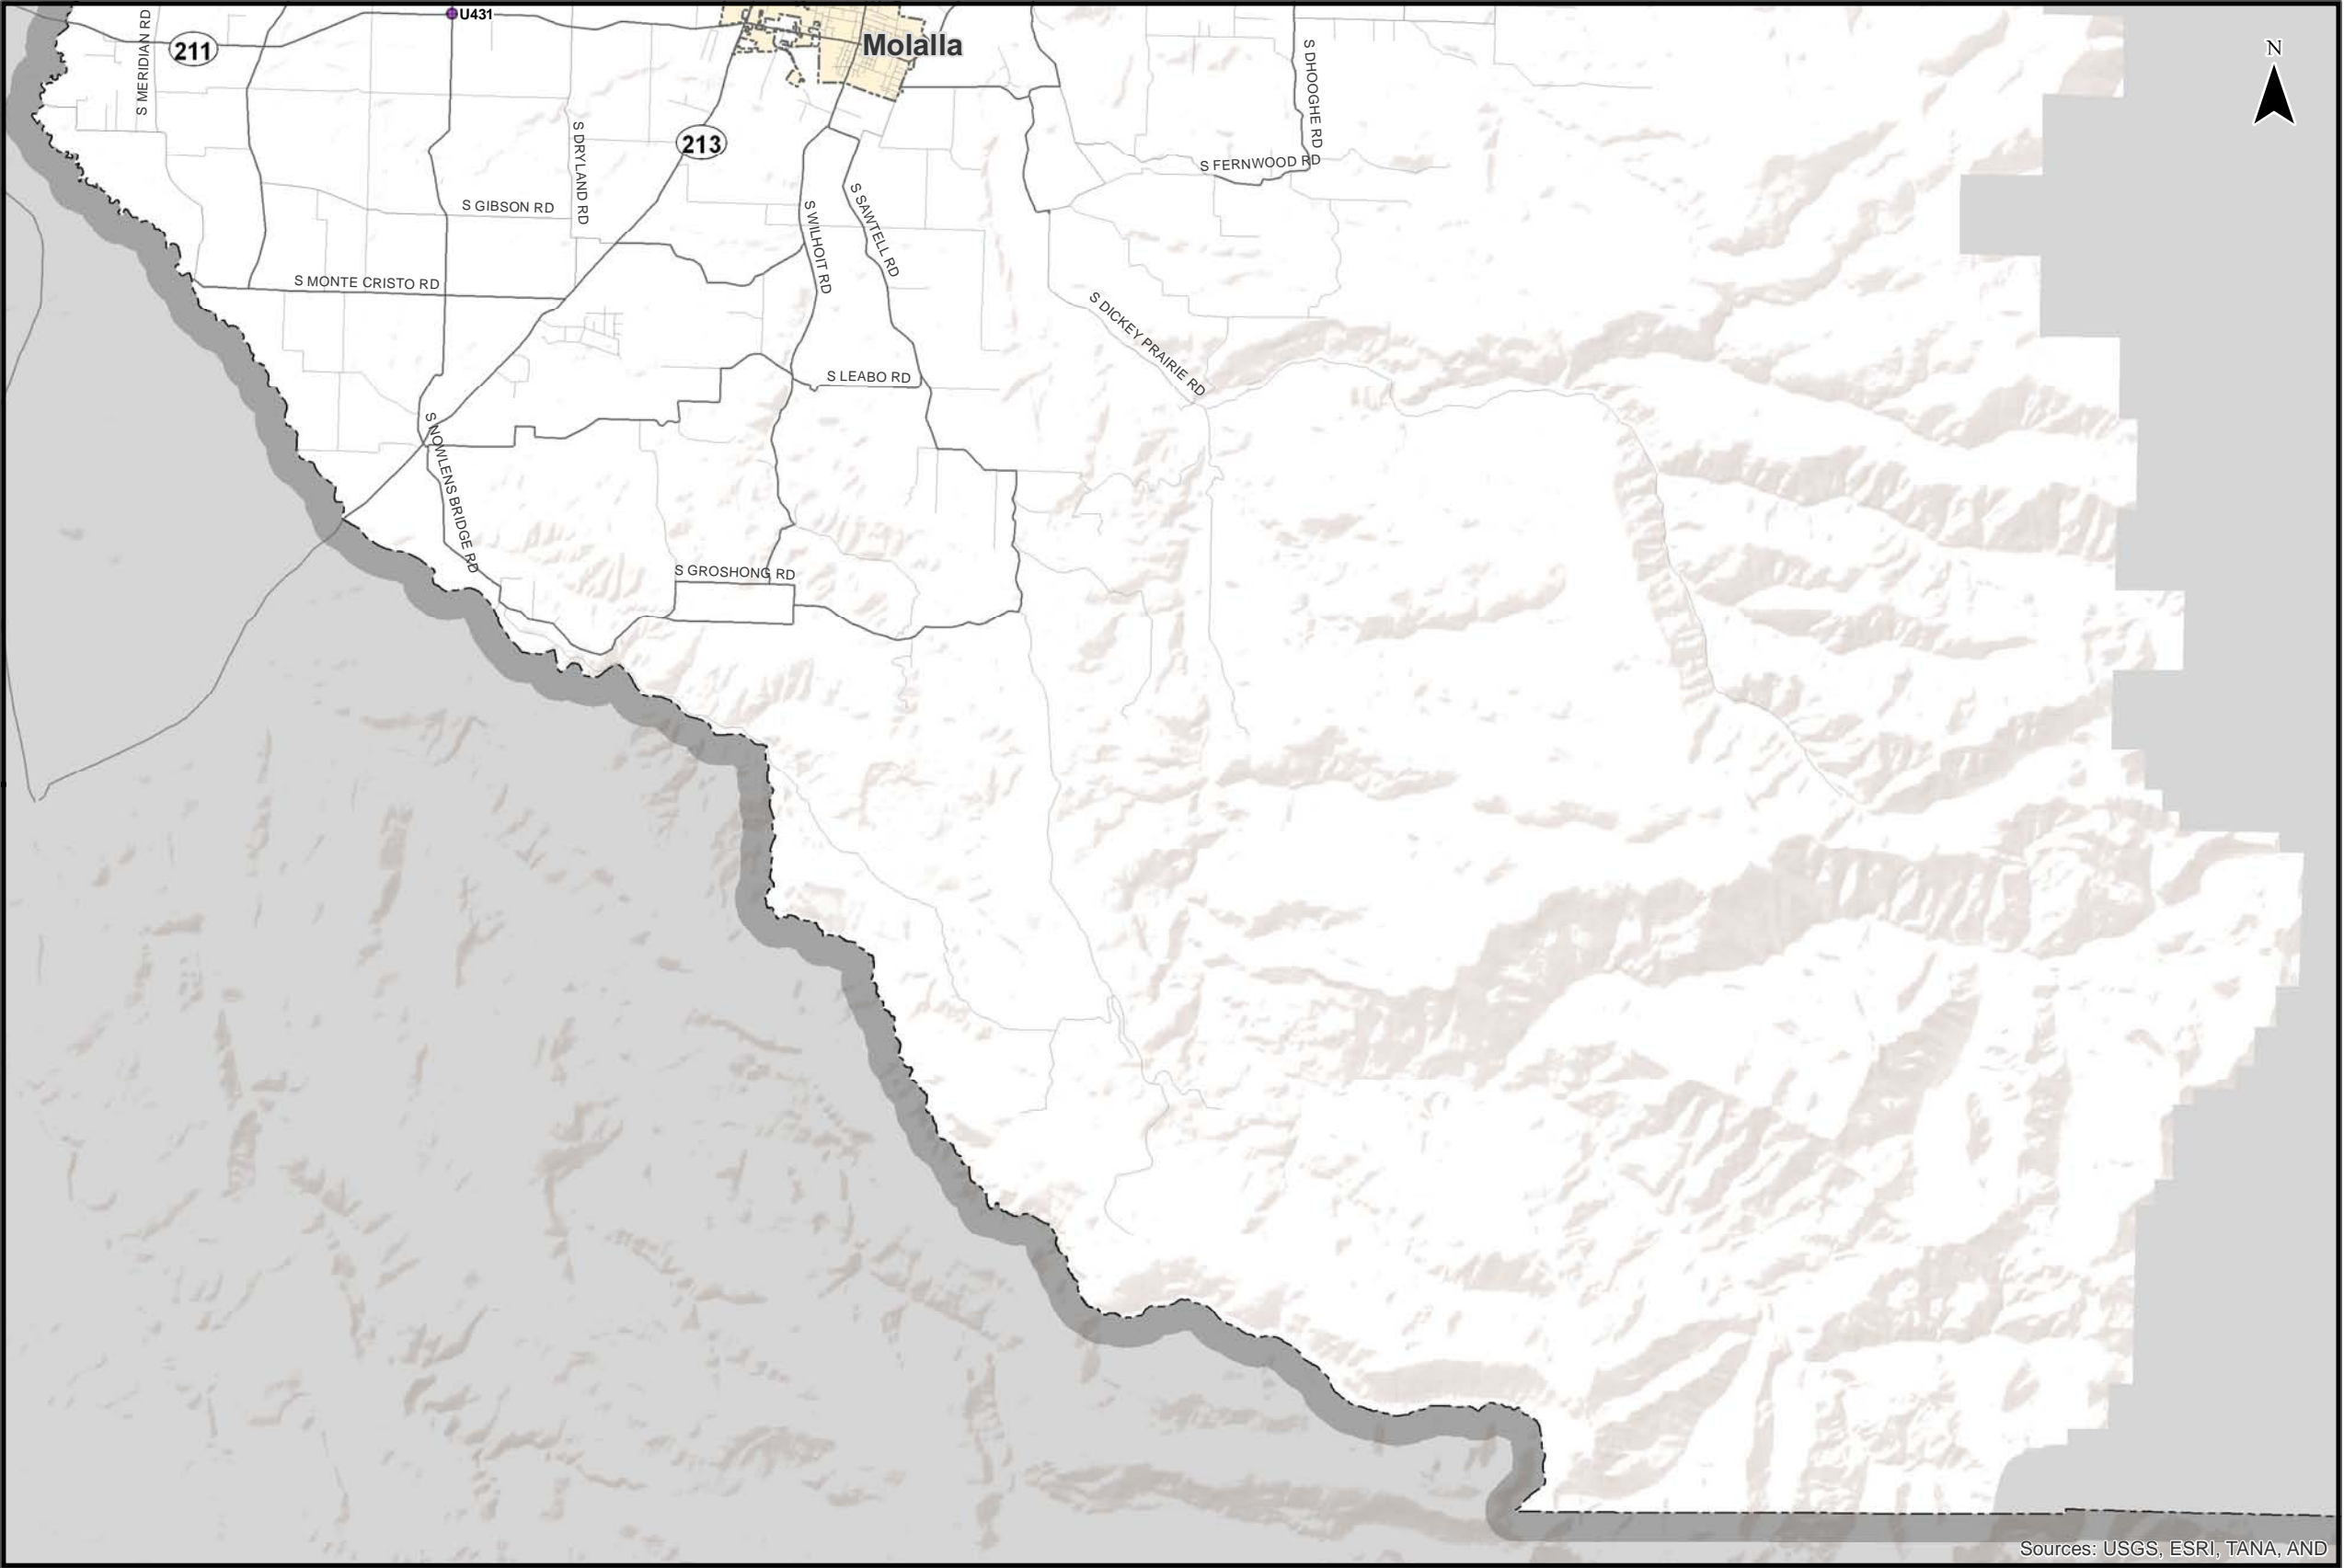 U431
211
S MERIDIAN RD
Molalla
N
S DHOOGHE RD
S DRYLAND RD
213
S FERNWOOD RD
S GIBSON RD
S WILHOIT RD
S SAWTELL RD
S MONTE CRISTO RD
S DICKEY PRAIRIE RD
S LEABO RD
S NOWLENS BRIDGE RD
S GROSHONG RD
Sources: USGS, ESRI, TANA, AND